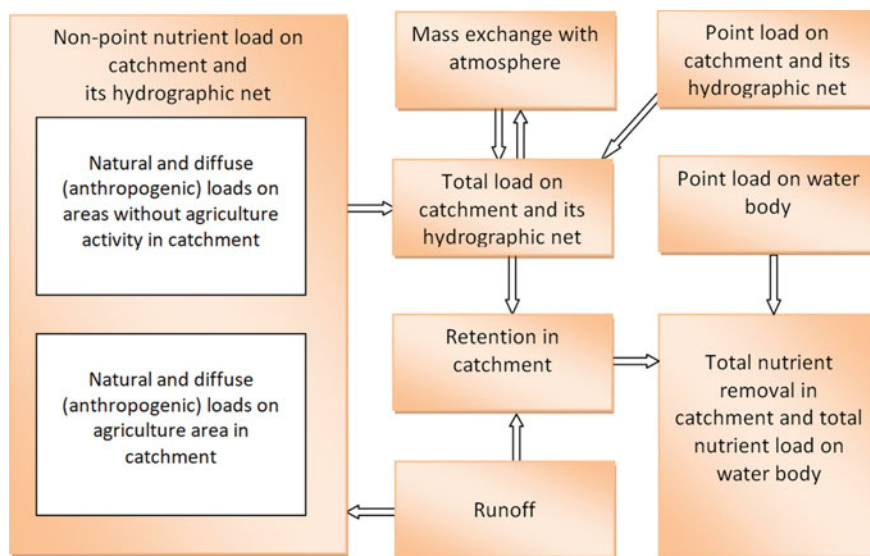 Non-point nutrient load on
catchment and
its hydrographic net
Natural and diffuse
(anthropogenic) loads on
areas without agriculture
activity in catchment
Natural and diffuse
(anthropogenic) loads on
agriculture area in
catchment
Mass exchange with
atmosphere
Total load on
catchment and its
hydrographic net
Retention in
catchment
Runoff
Point load on
catchment and its
hydrographic net
Point load on water
body
Total nutrient
removal in
catchment and total
nutrient load on
water body